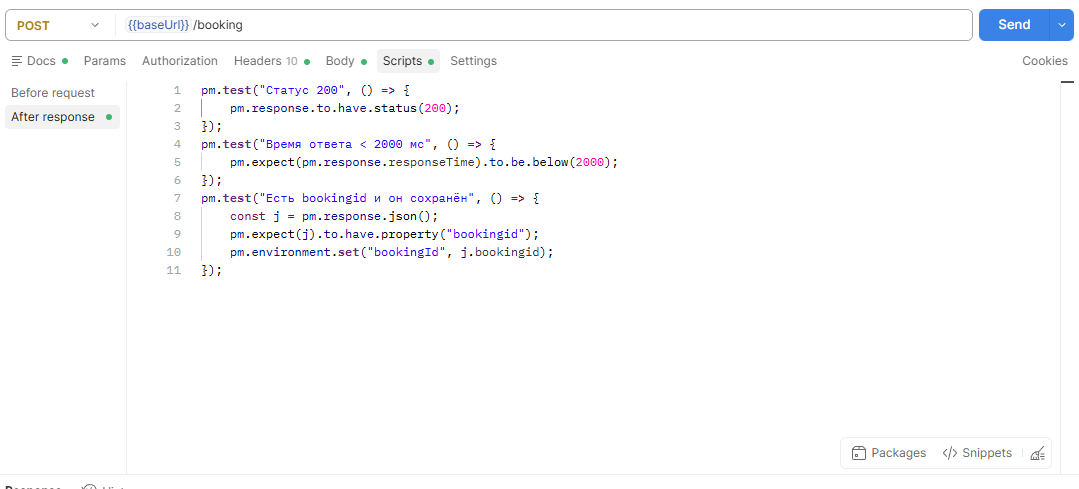 POST {{baseUrl}} /booking Send
Docs Params Authorization Headers 10 Body Scripts Settings Cookies
Before request
After response
1 pm.test("Статус 200", () => {
2 pm.response.to.have.status(200);
3 });
4 pm.test("Время ответа < 2000 мс", () => {
5 pm.expect(pm.response.responseTime).to.be.below(2000);
6 });
7 pm.test("Есть bookingid и он сохранён", () => {
8 const j = pm.response.json();
9 pm.expect(j).to.have.property("bookingid");
10 pm.environment.set("bookingId", j.bookingid);
11 });
Packages </> Snippets
Response